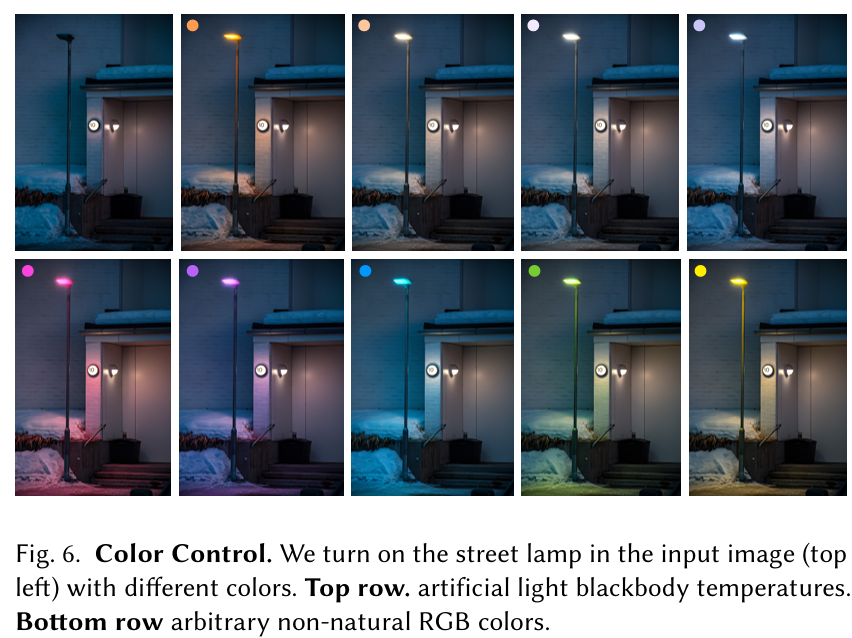 Fig. 6. Color Control. We turn on the street lamp in the input image (top
left) with different colors. Top row. artificial light blackbody temperatures.
Bottom row arbitrary non-natural RGB colors.